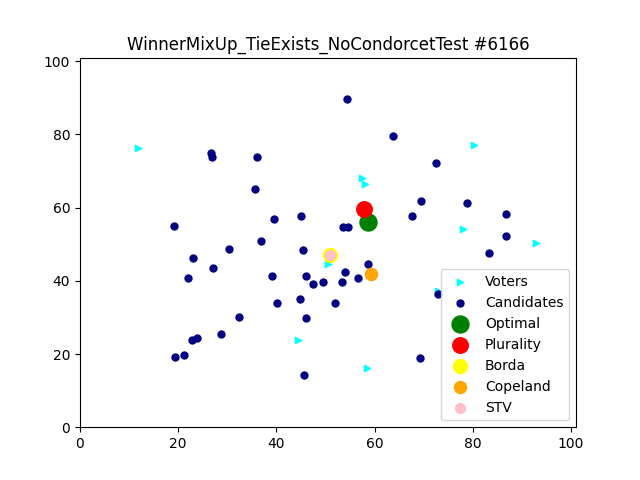 WinnerMixUp_TieExists_NoCondorcetTest #6166
100
80
60
40
20
0
0 20 40 60 80 100
Voters
Candidates
Optimal
Plurality
Borda
Copeland
STV